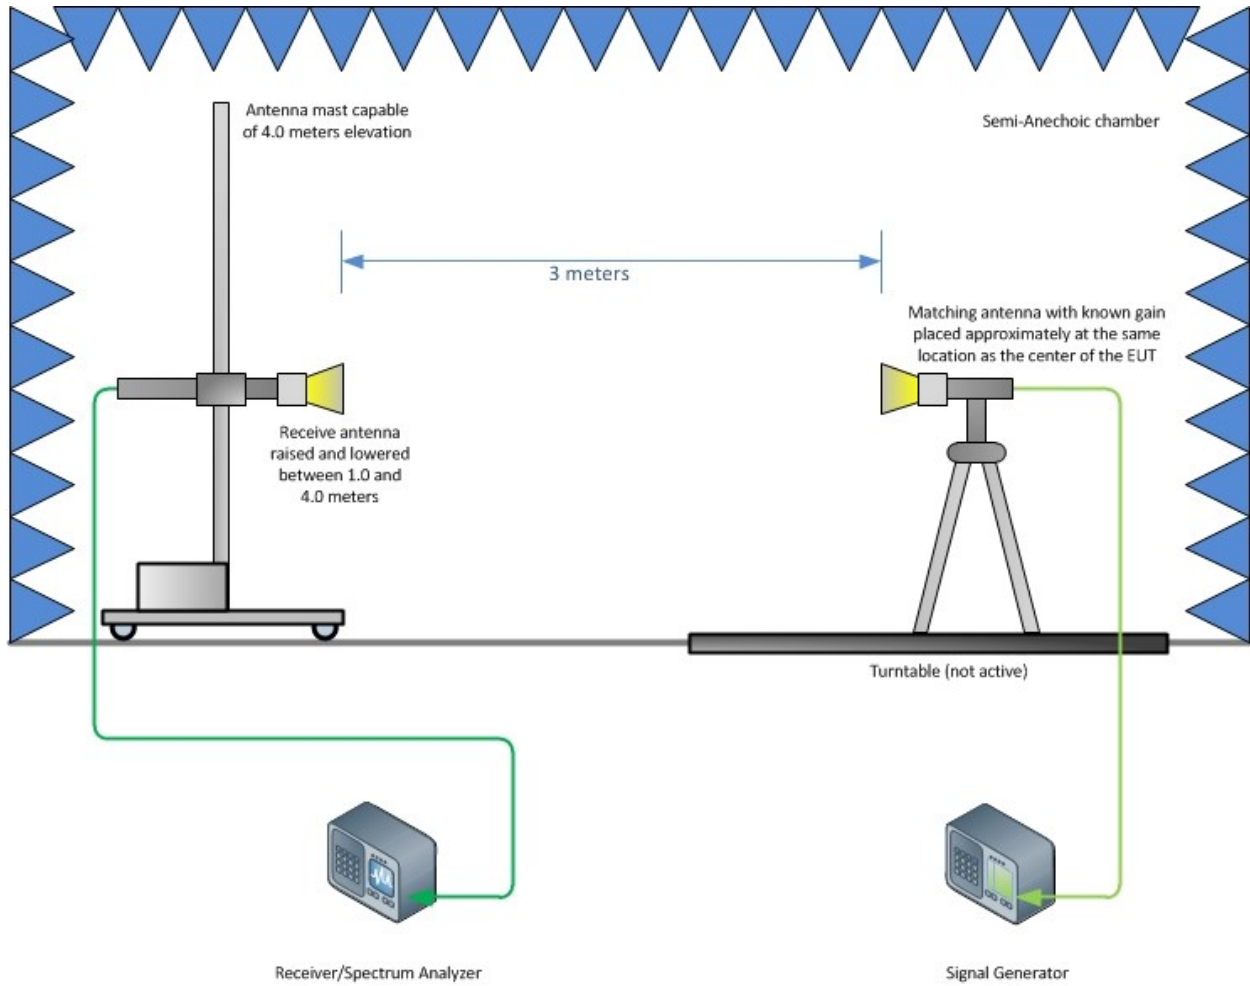 Antenna mast capable
of 4.0 meters elevation
Semi-Anechoic chamber
3 meters
Matching antenna with known gain
placed approximately at the same
location as the center of the EUT
Receive antenna
raised and lowered
between 1.0 and
4.0 meters
Turntable (not active)
Receiver/Spectrum Analyzer
Signal Generator